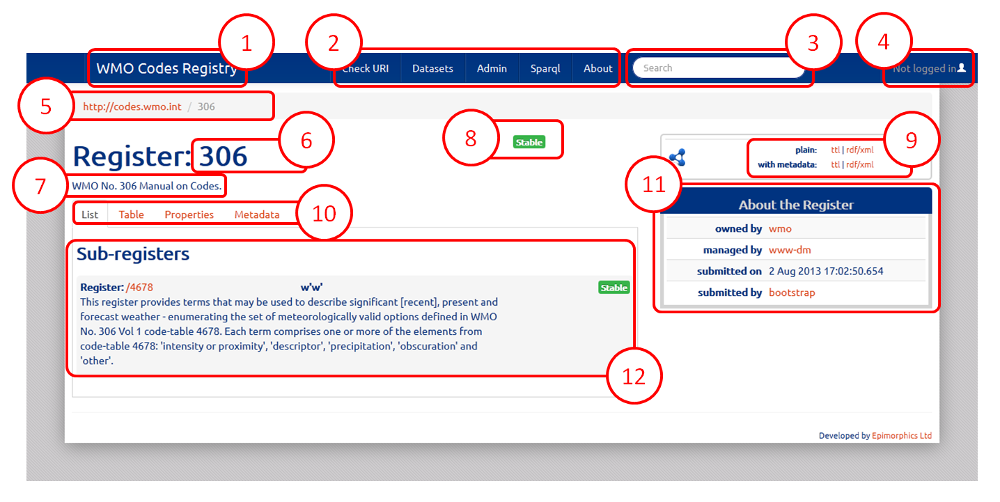 1
2
3
4
WMO Codes Registry
Check URI
Datasets
Admin
Sparql
About
Search
Not logged in
5
http://codes.wmo.int / 306
6
8
Stable
9
Register: 306
plain: ttl | rdf/xml
with metadata: ttl | rdf/xml
7
WMO No. 306 Manual on Codes.
11
10
List
Table
Properties
Metadata
About the Register
owned by wmo
managed by www-dm
submitted on 2 Aug 2013 17:02:50.654
submitted by bootstrap
Sub-registers
Register: /4678 w'w' Stable
This register provides terms that may be used to describe significant [recent], present and
forecast weather - enumerating the set of meteorologically valid options defined in WMO
No. 306 Vol 1 code-table 4678. Each term comprises one or more of the elements from
code-table 4678: 'intensity or proximity', 'descriptor', 'precipitation', 'obscuration' and
'other'.
12
Developed by Epimorphics Ltd